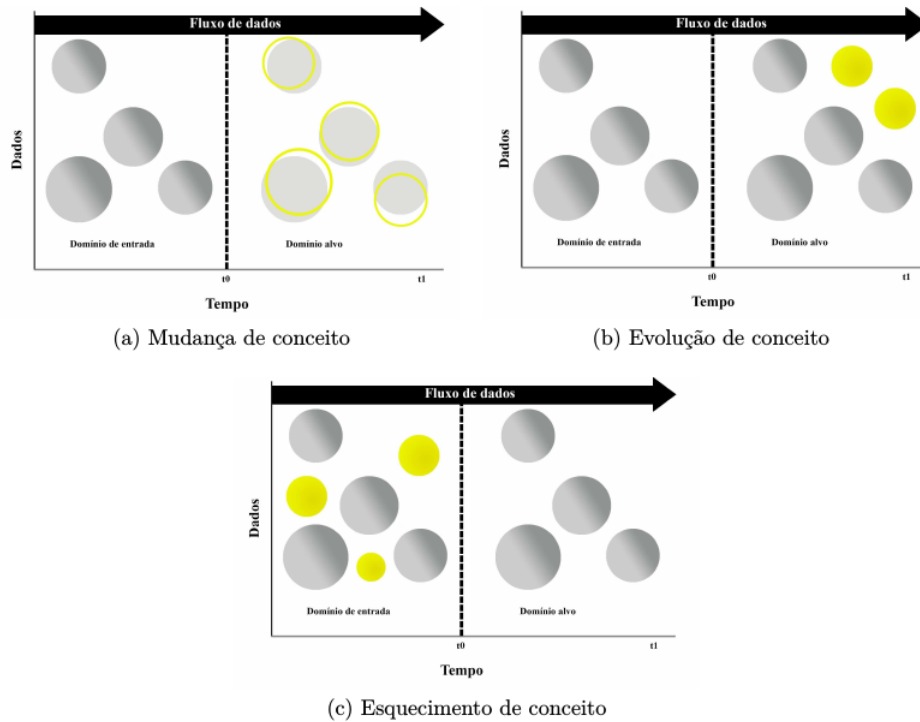 Fluxo de dados
Dados
Domínio de entrada
Domínio alvo
t0
t1
Tempo
(a) Mudança de conceito
Fluxo de dados
Dados
Domínio de entrada
Domínio alvo
t0
t1
Tempo
(b) Evolução de conceito
Fluxo de dados
Dados
Domínio de entrada
Domínio alvo
t0
t1
Tempo
(c) Esquecimento de conceito